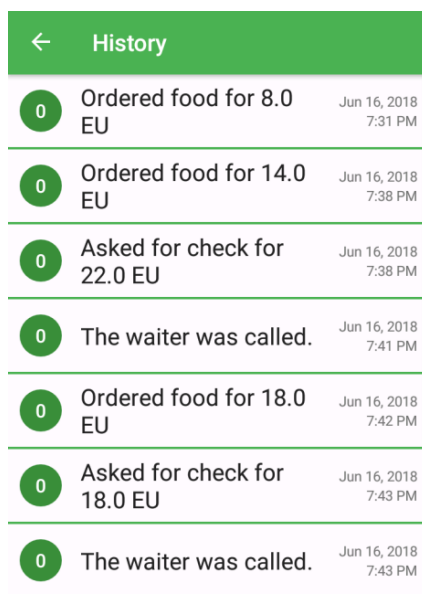 ← History
0 Ordered food for 8.0 Jun 16, 2018
EU 7:31 PM
0 Ordered food for 14.0 Jun 16, 2018
EU 7:38 PM
0 Asked for check for Jun 16, 2018
22.0 EU 7:38 PM
0 The waiter was called. Jun 16, 2018
7:41 PM
0 Ordered food for 18.0 Jun 16, 2018
EU 7:42 PM
0 Asked for check for Jun 16, 2018
18.0 EU 7:43 PM
0 The waiter was called. Jun 16, 2018
7:43 PM